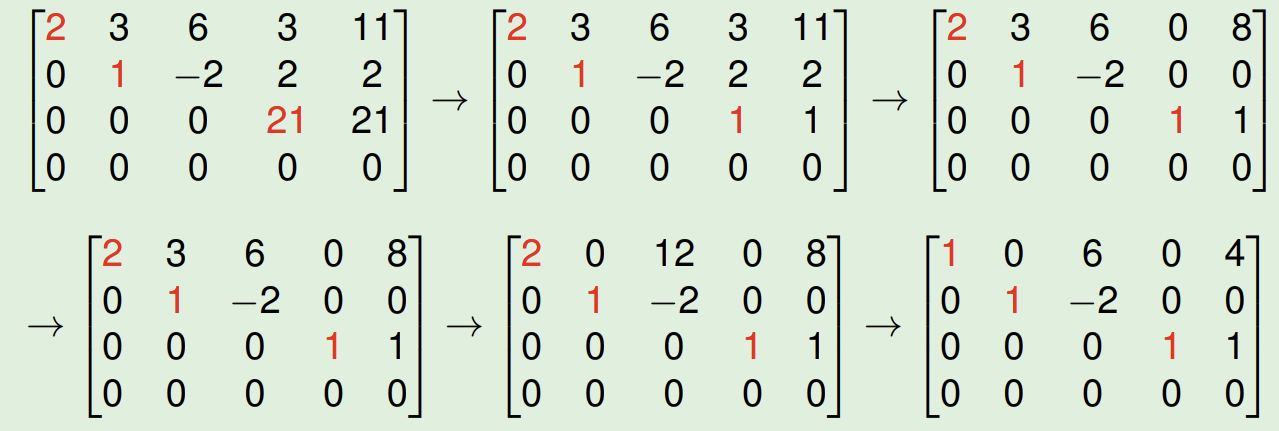 2 3 6 3 11 2 3 6 3 11 2 3 6 0 8
0 1 −2 2 2 0 1 −2 2 2 0 1 −2 0 0
→ →
0 0 0 21 21 0 0 0 1 1 0 0 0 1 1
0 0 0 0 0 0 0 0 0 0 0 0 0 0 0
2 3 6 0 8 2 0 12 0 8 1 0 6 0 4
0 1 −2 0 0 0 1 −2 0 0 0 1 −2 0 0
→ → →
0 0 0 1 1 0 0 0 1 1 0 0 0 1 1
0 0 0 0 0 0 0 0 0 0 0 0 0 0 0